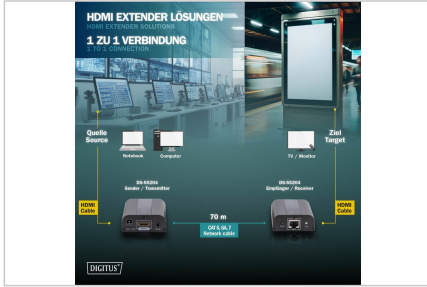 HDMI EXTENDER LÖSUNGEN
HDMI EXTENDER SOLUTIONS
1 ZU 1 VERBINDUNG
1 TO 1 CONNECTION
Quelle
Source
Notebook
Computer
Ziel
Target
TV / Monitor
DS-55204
Sender / Transmitter
DS-55204
Empfänger / Receiver
HDMI
Cable
70 m
CAT 6, 6A, 7
Network cable
HDMI
Cable
DIGITUS®